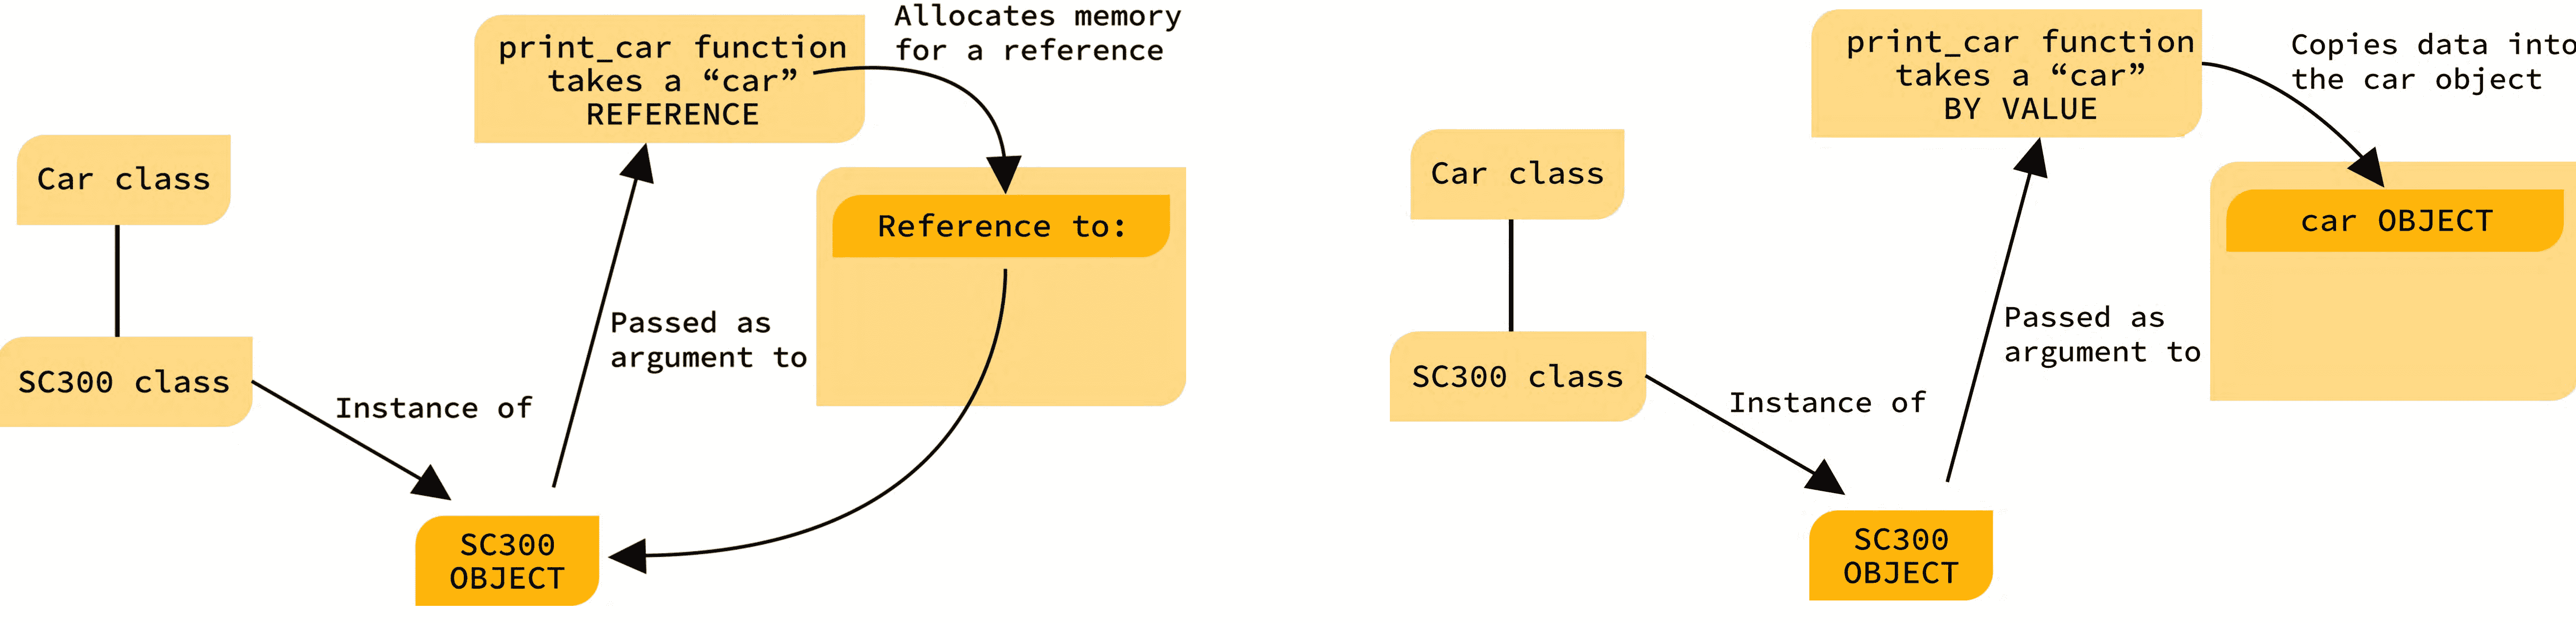 Allocates memory
for a reference
print_car function
takes a “car”
REFERENCE
Car class
Reference to:
Passed as
argument to
SC300 class
Instance of
SC300
OBJECT
print_car function
takes a “car”
BY VALUE
Copies data into
the car object
Car class
car OBJECT
Passed as
argument to
SC300 class
Instance of
SC300
OBJECT